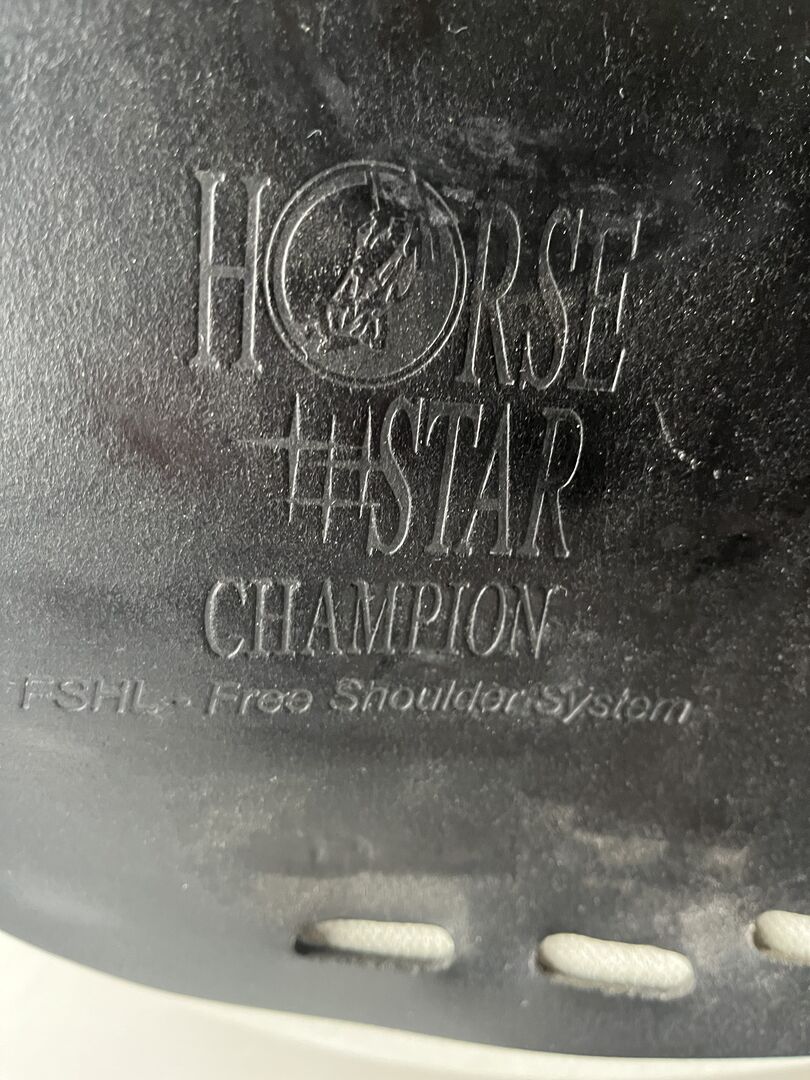 HORSE
#STAR
CHAMPION
FSHL - Free Shoulder System